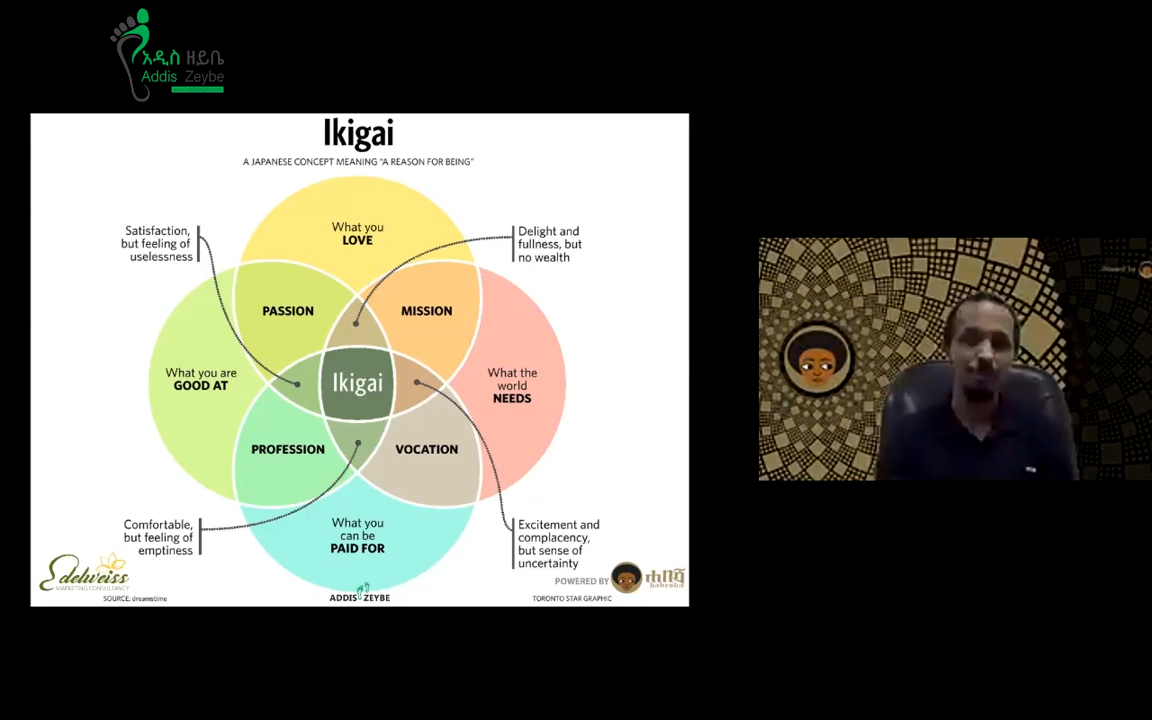 አዲስ ዘይቤ
Addis Zeybe
Ikigai
A JAPANESE CONCEPT MEANING "A REASON FOR BEING"
Satisfaction,
but feeling of
uselessness
What you
LOVE
Delight and
fullness, but
no wealth
PASSION
MISSION
What you are
GOOD AT
Ikigai
What the
world
NEEDS
PROFESSION
VOCATION
Comfortable,
but feeling of
emptiness
What you
can be
PAID FOR
Excitement and
complacency,
but sense of
uncertainty
Edelweiss
MARKETING CONSULTANCY
SOURCE: dreamstime
ADDIS ZEYBE
POWERED BY
TORONTO STAR GRAPHIC
Powered by